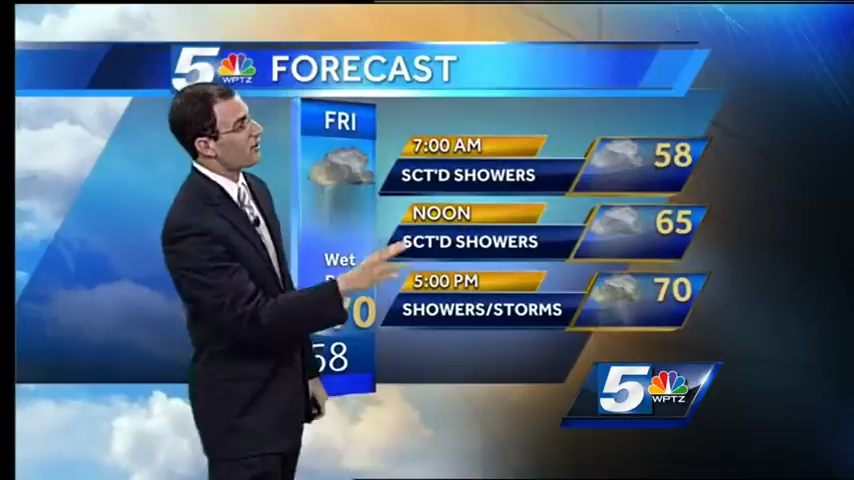 5 WPTZ FORECAST
FRI
Wet
70
58
7:00 AM
SCT'D SHOWERS
58
NOON
SCT'D SHOWERS
65
5:00 PM
SHOWERS/STORMS
70
5 WPTZ